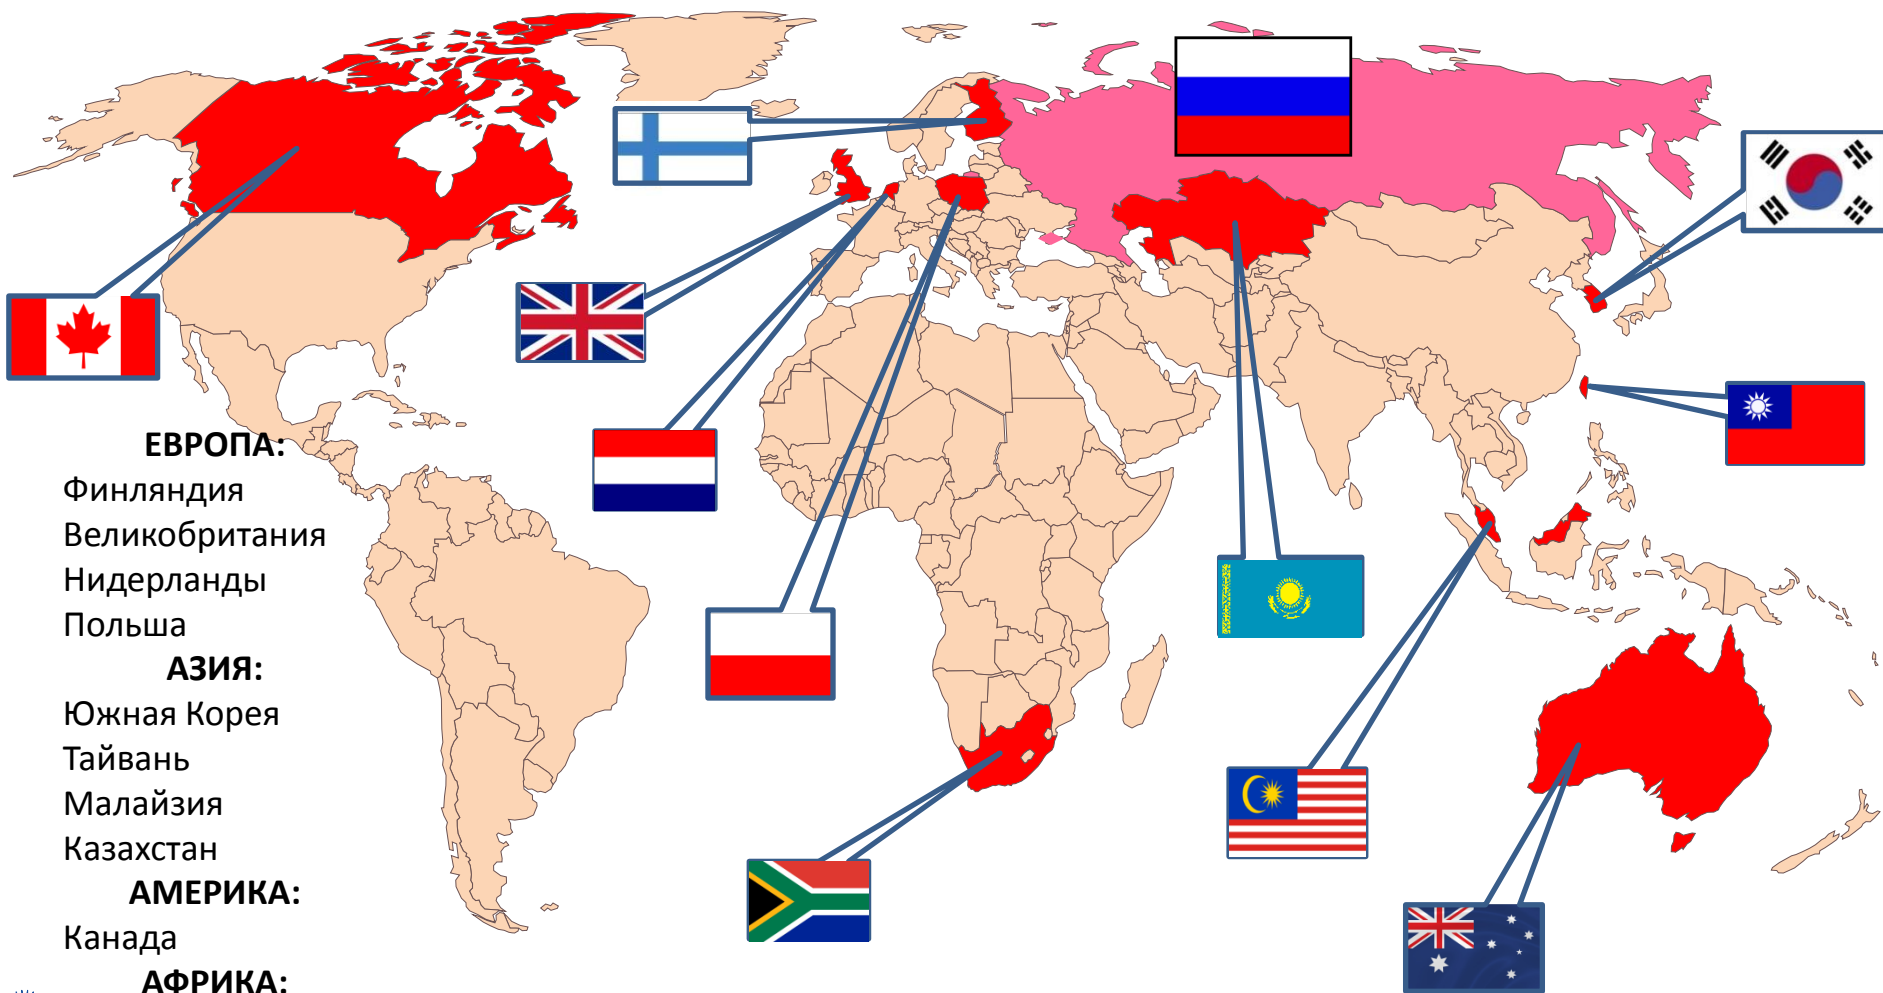 ЕВРОПА:
Финляндия
Великобритания
Нидерланды
Польша
АЗИЯ:
Южная Корея
Тайвань
Малайзия
Казахстан
АМЕРИКА:
Канада
АФРИКА: